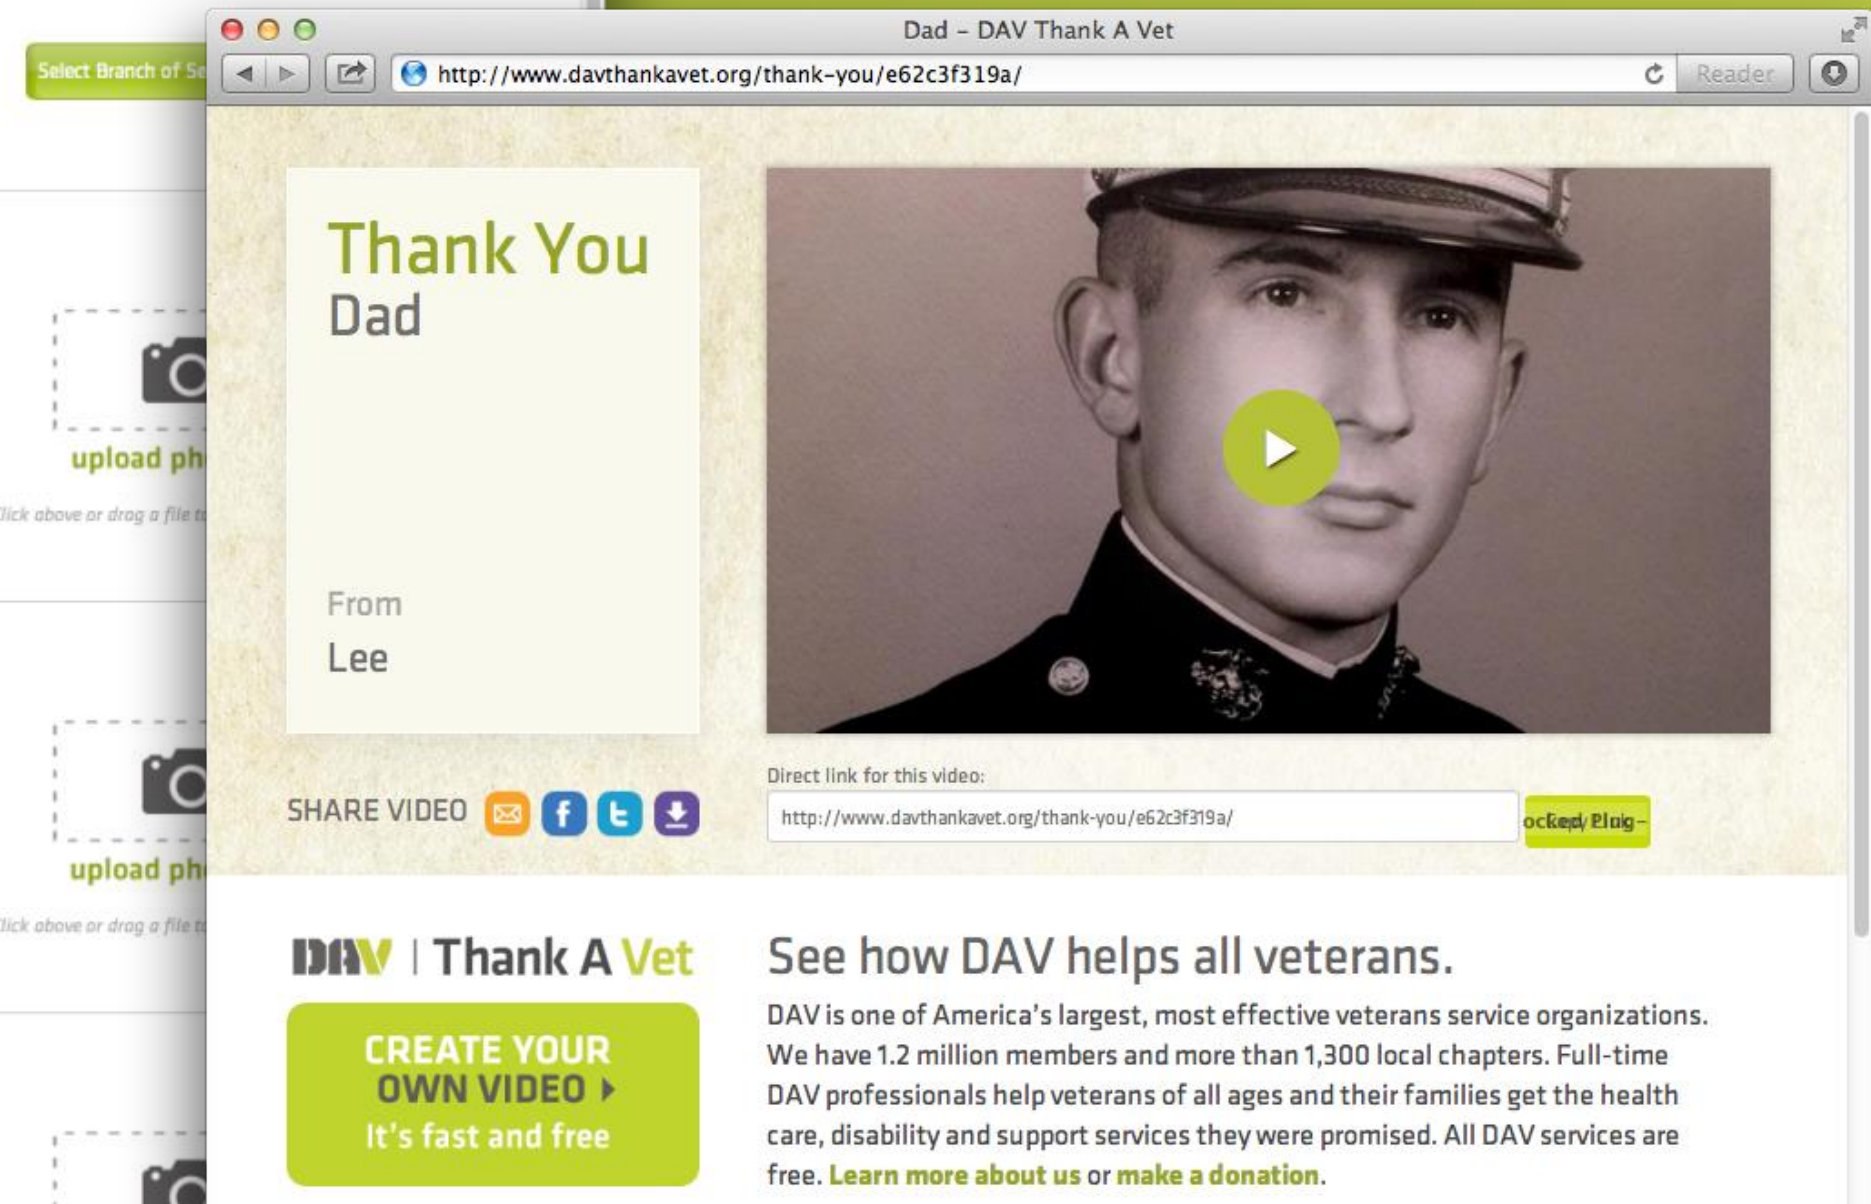 Dad – DAV Thank A Vet
http://www.davthankavet.org/thank-you/e62c3f319a/
Reader
Select Branch of Se
upload ph
lick above or drag a file to
upload ph
lick above or drag a file to
Thank You
Dad
From
Lee
SHARE VIDEO
Direct link for this video:
http://www.davthankavet.org/thank-you/e62c3f319a/
DAV | Thank A Vet
CREATE YOUR
OWN VIDEO
It's fast and free
See how DAV helps all veterans.
DAV is one of America's largest, most effective veterans service organizations.
We have 1.2 million members and more than 1,300 local chapters. Full-time
DAV professionals help veterans of all ages and their families get the health
care, disability and support services they were promised. All DAV services are
free. Learn more about us or make a donation.